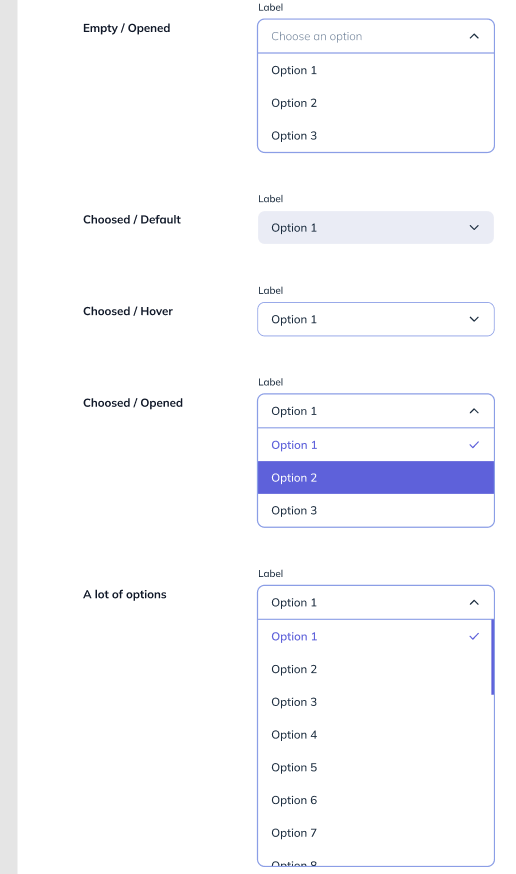 Label
Empty / Opened
Choose an option
Option 1
Option 2
Option 3
Label
Choosed / Default
Option 1
Label
Choosed / Hover
Option 1
Label
Choosed / Opened
Option 1
Option 1
Option 2
Option 3
Label
A lot of options
Option 1
Option 1
Option 2
Option 3
Option 4
Option 5
Option 6
Option 7
Option 8